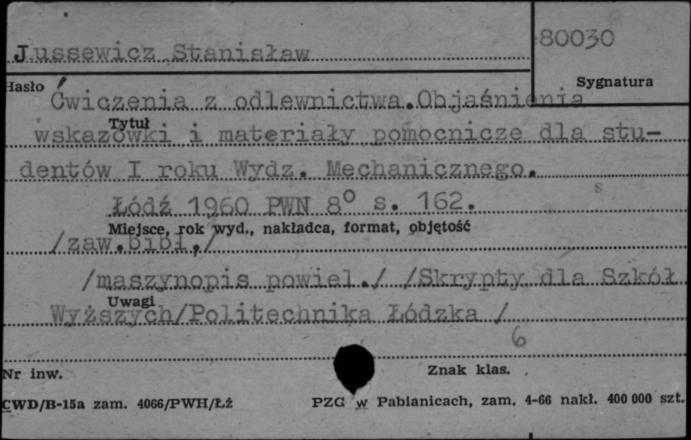 Jussewicz Stanisław
80030
Hasło
Sygnatura
Ćwiczenia z odlewnictwa.Objaśnienia
Tytuł
wskazówki i materiały pomocnicze dla stu-
dentów I roku Wydz. Mechanicznego.
Łódź 1960 PWN 8° s. 162.
Miejsce, rok wyd., nakładca, format, objętość
/zaw.bibl./
/maszynopis powiel./ /Skrypty dla Szkół
Uwagi
Wyższych/Politechnika Łódzka /
6
Nr inw.
Znak klas.
CWD/B-15a zam. 4066/PWH/Łź
PZG w Pabianicach, zam. 4-66 nakł. 400 000 szt.